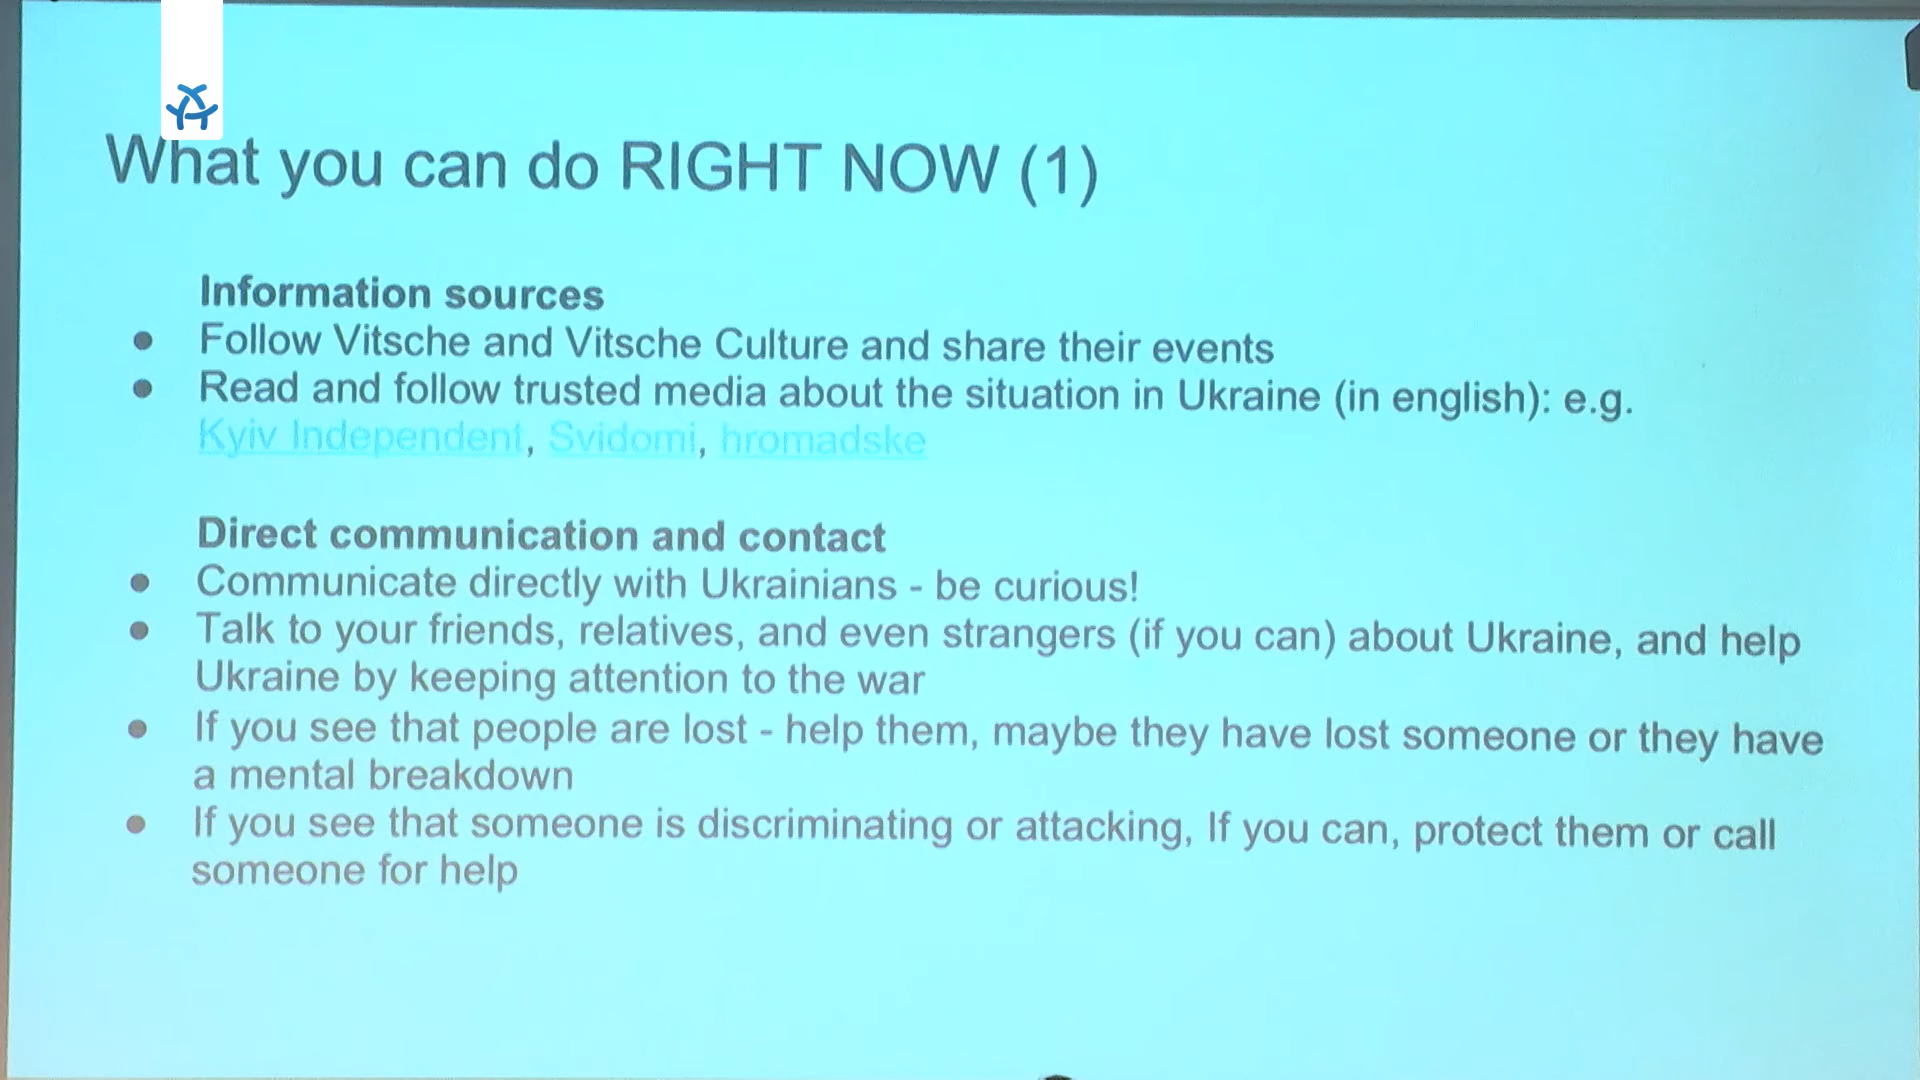 What you can do RIGHT NOW (1)
Information sources
● Follow Vitsche and Vitsche Culture and share their events
● Read and follow trusted media about the situation in Ukraine (in english): e.g.
Kyiv Independent, Svidomi, hromadske
Direct communication and contact
● Communicate directly with Ukrainians - be curious!
● Talk to your friends, relatives, and even strangers (if you can) about Ukraine, and help
Ukraine by keeping attention to the war
● If you see that people are lost - help them, maybe they have lost someone or they have
a mental breakdown
● If you see that someone is discriminating or attacking, If you can, protect them or call
someone for help